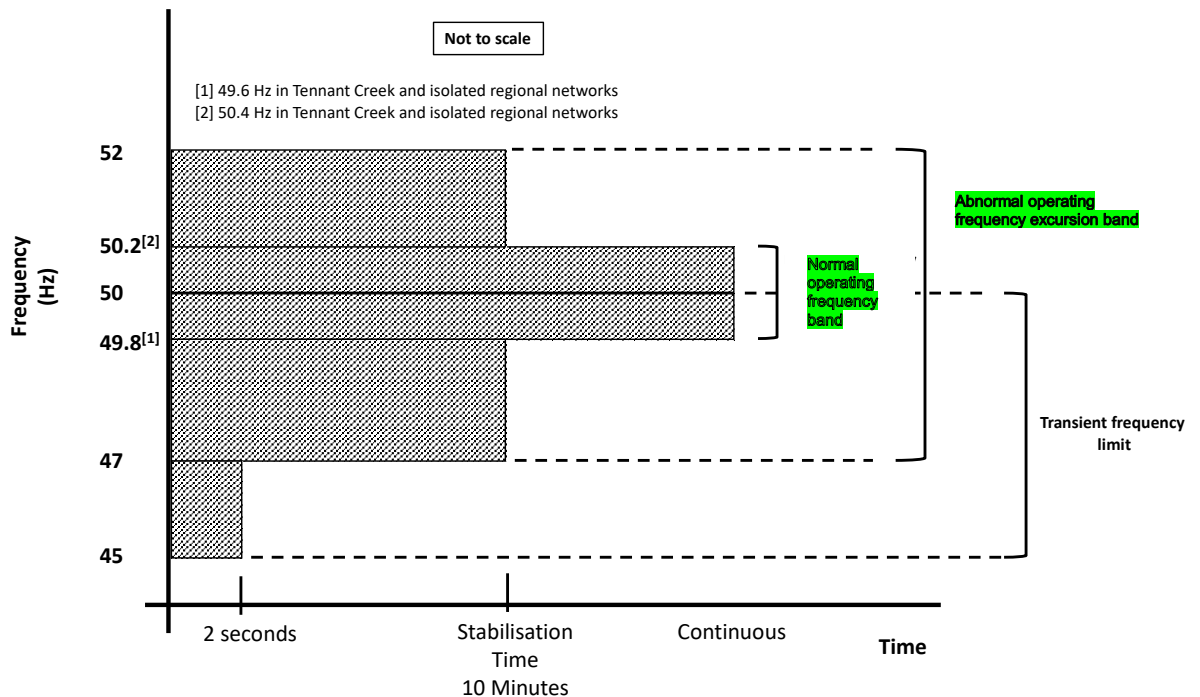 Not to scale
[1] 49.6 Hz in Tennant Creek and isolated regional networks
[2] 50.4 Hz in Tennant Creek and isolated regional networks
Frequency
(Hz)
52
50.2[2]
50
49.8[1]
47
45
Abnormal operating
frequency excursion band
Normal
operating
frequency
band
Transient frequency
limit
2 seconds
Stabilisation
Time
10 Minutes
Continuous
Time